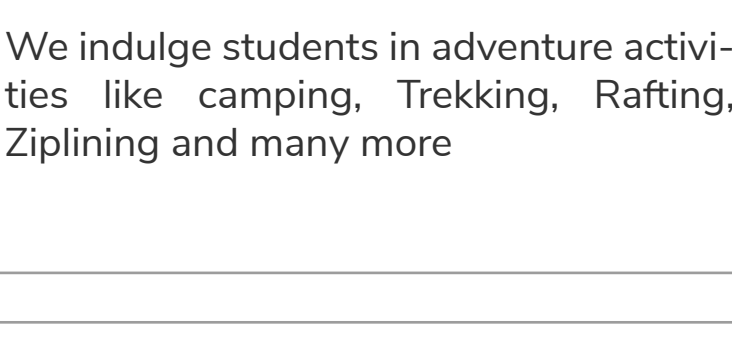 We indulge students in adventure activi-
ties like camping, Trekking, Rafting,
Ziplining and many more